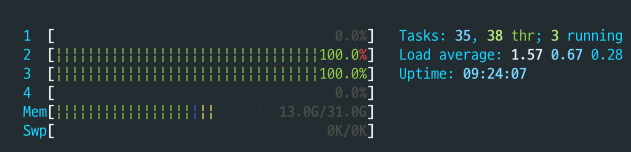 1 [ 0.0%] Tasks: 35, 38 thr; 3 running
2 [||||||||||||||||||||||||||||||||100.0%] Load average: 1.57 0.67 0.28
3 [||||||||||||||||||||||||||||||||100.0%] Uptime: 09:24:07
4 [ 0.0%]
Mem[|||||||||||||||||||| 13.0G/31.0G]
Swp[ 0K/0K]